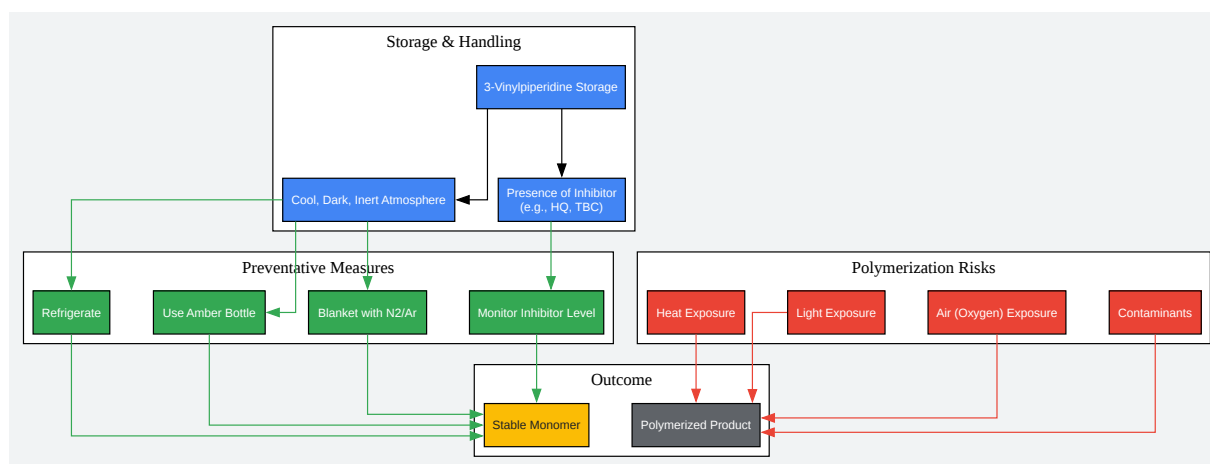 Storage & Handling
3-Vinylpiperidine Storage
Cool, Dark, Inert Atmosphere
Presence of Inhibitor
(e.g., HQ, TBC)
Preventative Measures
Refrigerate
Use Amber Bottle
Blanket with N2/Ar
Monitor Inhibitor Level
Polymerization Risks
Heat Exposure
Light Exposure
Air (Oxygen) Exposure
Contaminants
Outcome
Stable Monomer
Polymerized Product